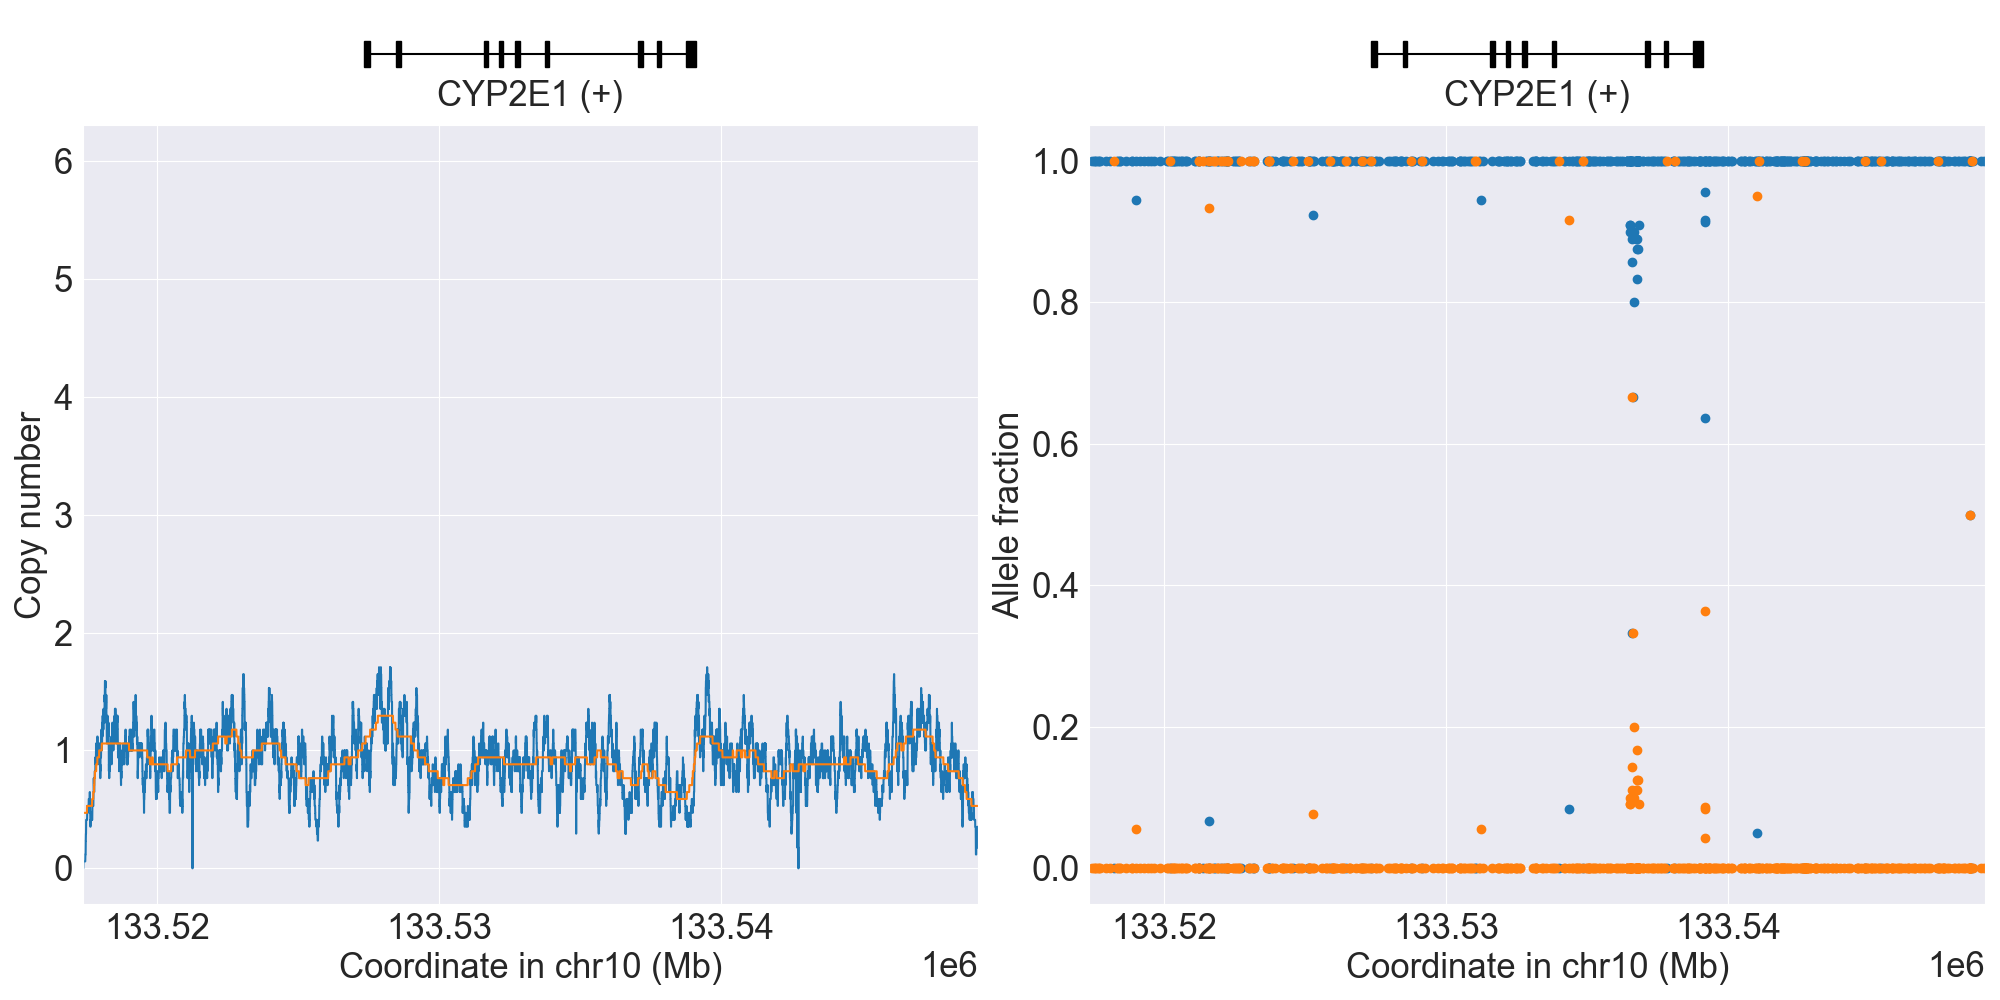 CYP2E1 (+)
6
5
4
3
2
1
0
Copy number
133.52
133.53
133.54
Coordinate in chr10 (Mb)
1e6
CYP2E1 (+)
1.0
0.8
0.6
0.4
0.2
0.0
Allele fraction
133.52
133.53
133.54
Coordinate in chr10 (Mb)
1e6